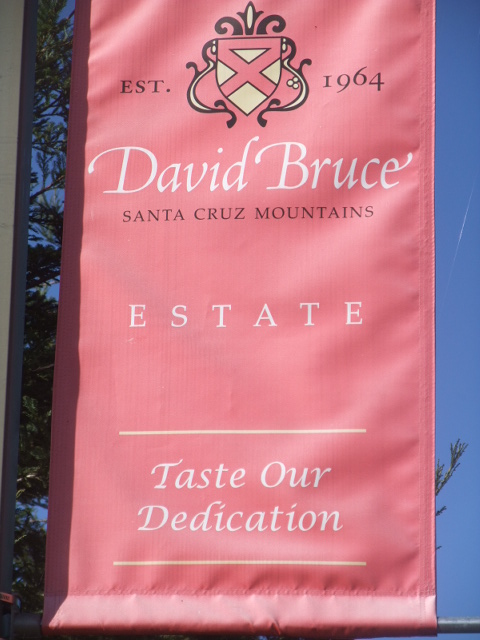 EST. 1964
David Bruce
SANTA CRUZ MOUNTAINS
ESTATE
Taste Our
Dedication